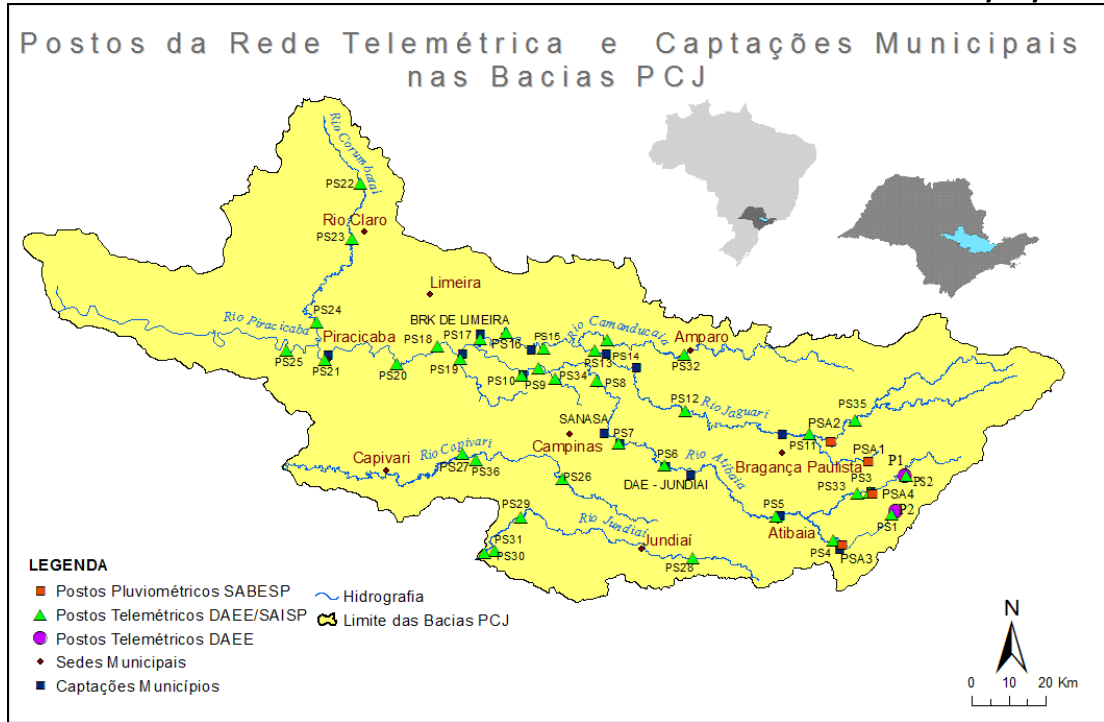 Postos da Rede Telemétrica e Captações Municipais
nas Bacias PCJ
Rio Corumbataí
PS22
Rio Claro
PS23
Limeira
PS24
BRK DE LIMEIRA
Rio Piracicaba
Piracicaba
PS18
PS17
PS16
PS15
Rio Camanducaia
Amparo
PS25
PS21
PS20
PS19
PS10
PS9
PS34
PS13
PS14
PS8
PS32
PS12
Rio Jaguari
PS35
SANASA
PS7
PS11
PSA2
Campinas
PS6
Rio Atibaia
Bragança Paulista
PSA1
P1
Capivari
Rio Capivari
PS27
PS36
PS26
DAE - JUNDIAI
PS33
PS3
PS2
PSA4
P2
PS29
PS5
PS1
Rio Jundiaí
Atibaia
PS31
PS30
Jundiaí
PS28
PS4
PSA3
LEGENDA
Postos Pluviométricos SABESP
Postos Telemétricos DAEE/SAISP
Postos Telemétricos DAEE
Sedes Municipais
Captações Municípios
Hidrografia
Limite das Bacias PCJ
N
0 10 20 Km